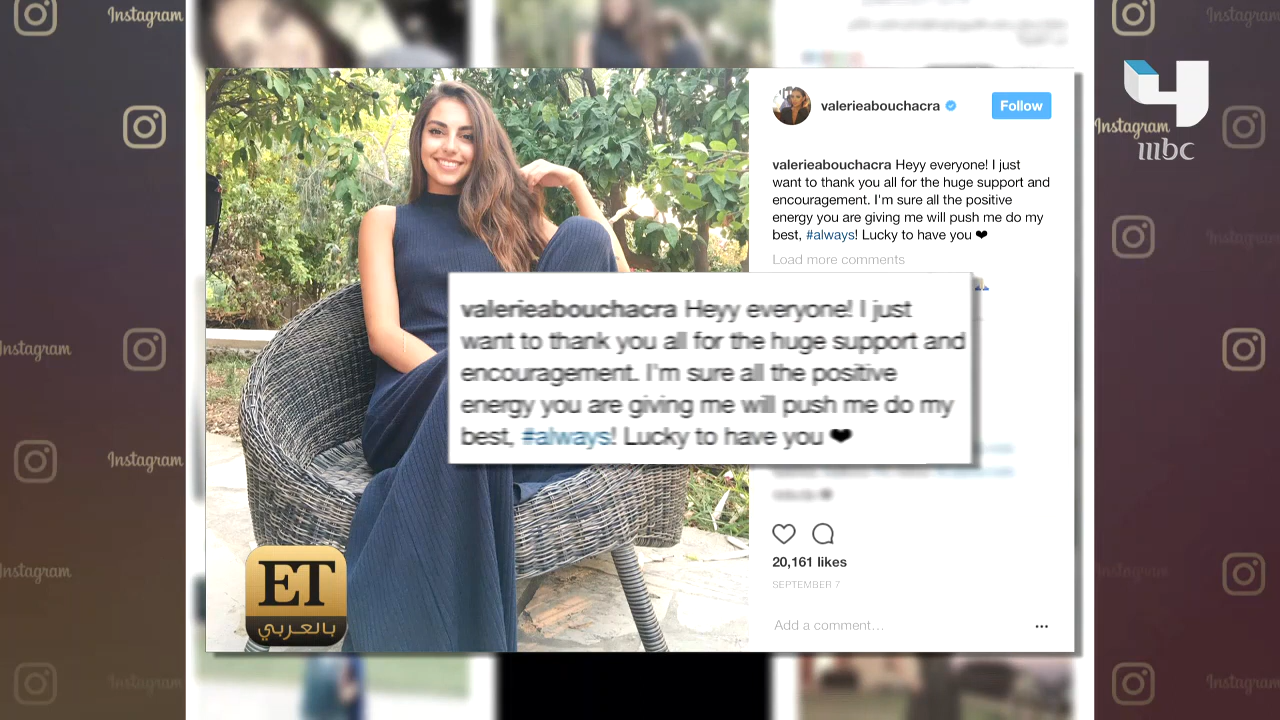 Instagram
Instagram
valerieabouchacra
Follow
Instagram
mbc
valerieabouchacra Heyy everyone! I just
want to thank you all for the huge support and
encouragement. I'm sure all the positive
energy you are giving me will push me do my
best, #always! Lucky to have you ❤
Load more comments
Instagram
valerieabouchacra Heyy everyone! I just
want to thank you all for the huge support and
encouragement. I'm sure all the positive
energy you are giving me will push me do my
best, #always! Lucky to have you ❤
Instagram
Instagram
20,161 likes
SEPTEMBER 7
Instagram
Instagram
ET
بالعربي
Add a comment…
Instagram
Instagram